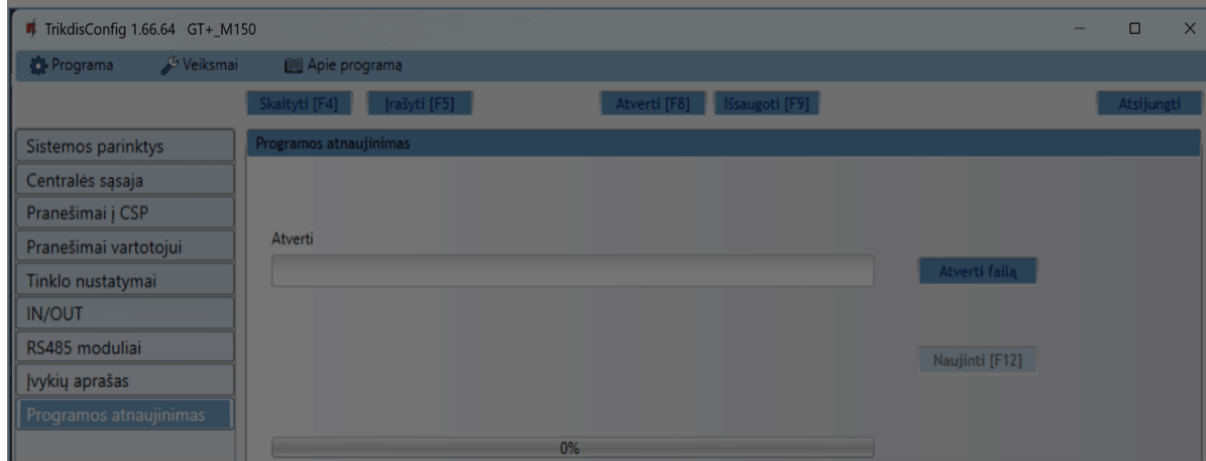 TrikdisConfig 1.66.64 GT+_M150
Programa Veiksmai Apie programą
Skaityti [F4] Įrašyti [F5] Atverti [F8] Išsaugoti [F9] Atsijungti
Sistemos parinktys
Centralės sąsaja
Pranešimai į CSP
Pranešimai vartotojui
Tinklo nustatymai
IN/OUT
RS485 moduliai
Įvykių aprašas
Programos atnaujinimas
Programos atnaujinimas
Atverti
Atverti failą
Naujinti [F12]
0%